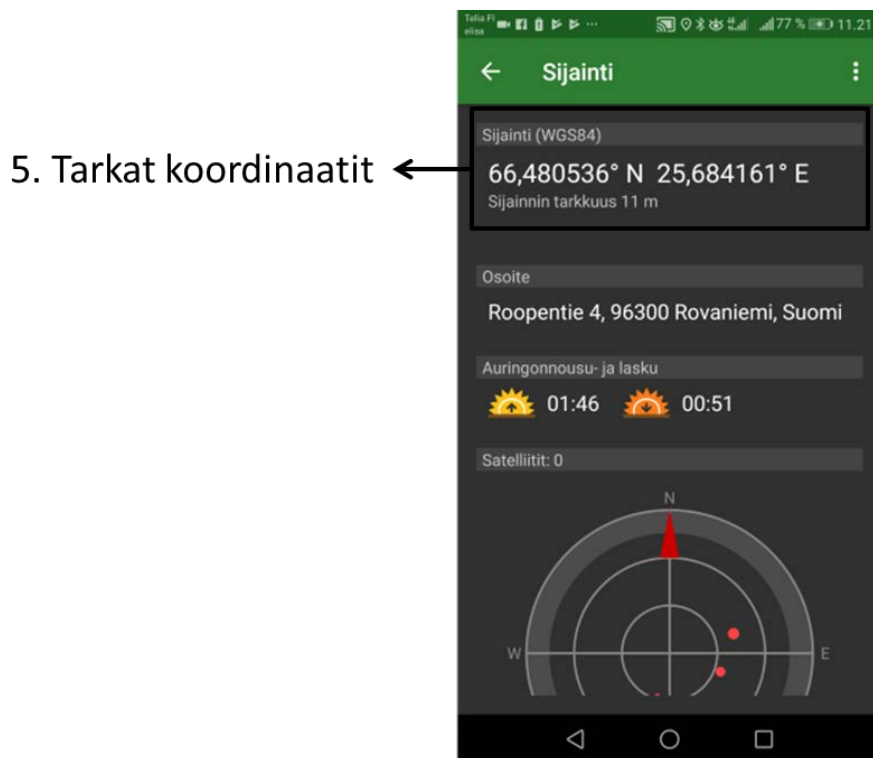 Telia FI
elisa
77 % 11.21
Sijainti
Sijainti (WGS84)
66,480536° N 25,684161° E
Sijainnin tarkkuus 11 m
5. Tarkat koordinaatit
Osoite
Roopentie 4, 96300 Rovaniemi, Suomi
Auringonnousu- ja lasku
01:46 00:51
Satelliitit: 0
N
W E